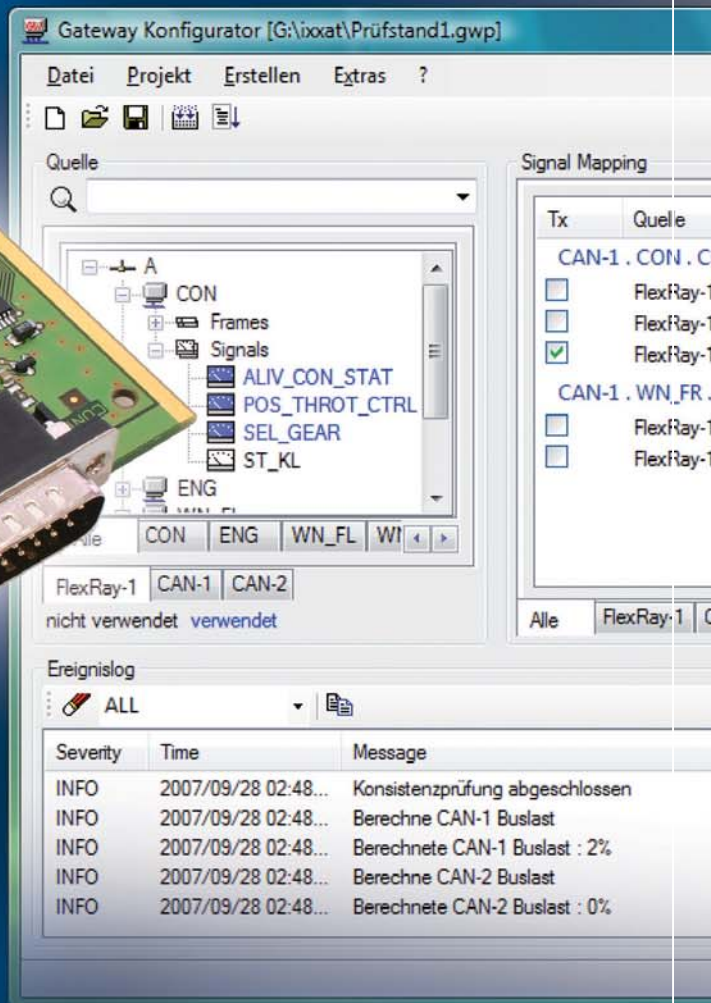 Gateway Konfigurator [G:\ixxat\Prüfstand1.gwp]
Datei Projekt Erstellen Extras ?
Quelle
A
CON
Frames
Signals
ALIV_CON_STAT
POS_THROT_CTRL
SEL_GEAR
ST_KL
ENG
WN_FL
Alle CON ENG WN_FL
FlexRay-1 CAN-1 CAN-2
nicht verwendet verwendet
Signal Mapping
Tx Quelle
CAN-1 . CON .
FlexRay-1
FlexRay-1
FlexRay-1
CAN-1 . WN_FR .
FlexRay-1
FlexRay-1
Alle FlexRay-1
Ereignislog
ALL
Severity Time Message
INFO 2007/09/28 02:48... Konsistenzprüfung abgeschlossen
INFO 2007/09/28 02:48... Berechne CAN-1 Buslast
INFO 2007/09/28 02:48... Berechnete CAN-1 Buslast : 2%
INFO 2007/09/28 02:48... Berechne CAN-2 Buslast
INFO 2007/09/28 02:48... Berechnete CAN-2 Buslast : 0%